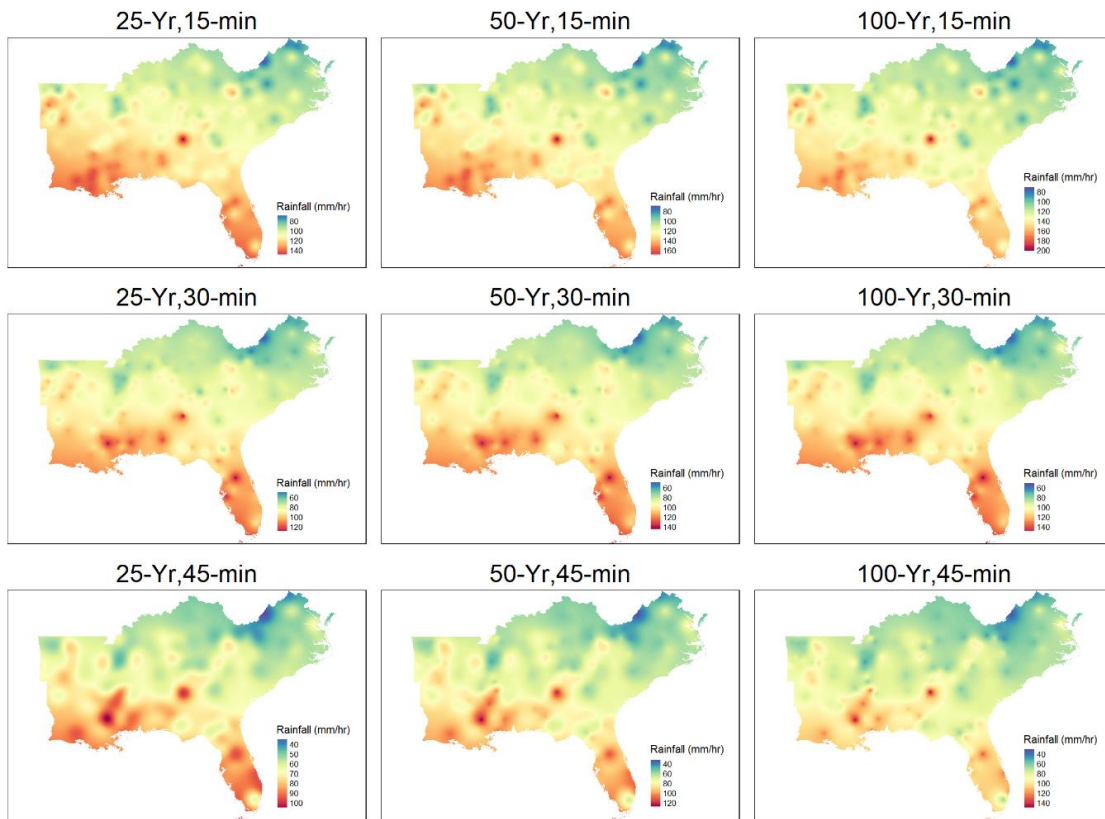 25-Yr,15-min
50-Yr,15-min
100-Yr,15-min
Rainfall (mm/hr)
80
100
120
140
Rainfall (mm/hr)
80
100
120
140
160
Rainfall (mm/hr)
80
100
120
140
160
180
200
25-Yr,30-min
50-Yr,30-min
100-Yr,30-min
Rainfall (mm/hr)
60
80
100
120
Rainfall (mm/hr)
60
80
100
120
140
Rainfall (mm/hr)
60
80
100
120
140
25-Yr,45-min
50-Yr,45-min
100-Yr,45-min
Rainfall (mm/hr)
40
50
60
70
80
90
100
Rainfall (mm/hr)
40
60
80
100
120
Rainfall (mm/hr)
40
60
80
100
120
140